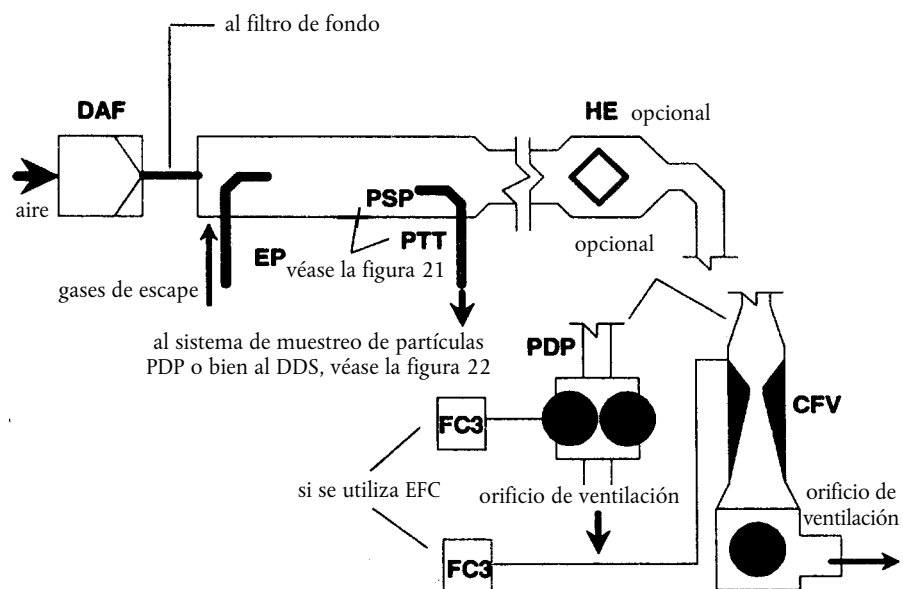 al filtro de fondo
DAF
HE opcional
aire
PSP
PTT
EP
véase la figura 21
opcional
gases de escape
al sistema de muestreo de partículas
PDP o bien al DDS, véase la figura 22
PDP
CFV
FC3
si se utiliza EFC
orificio de ventilación
orificio de
ventilación
FC3